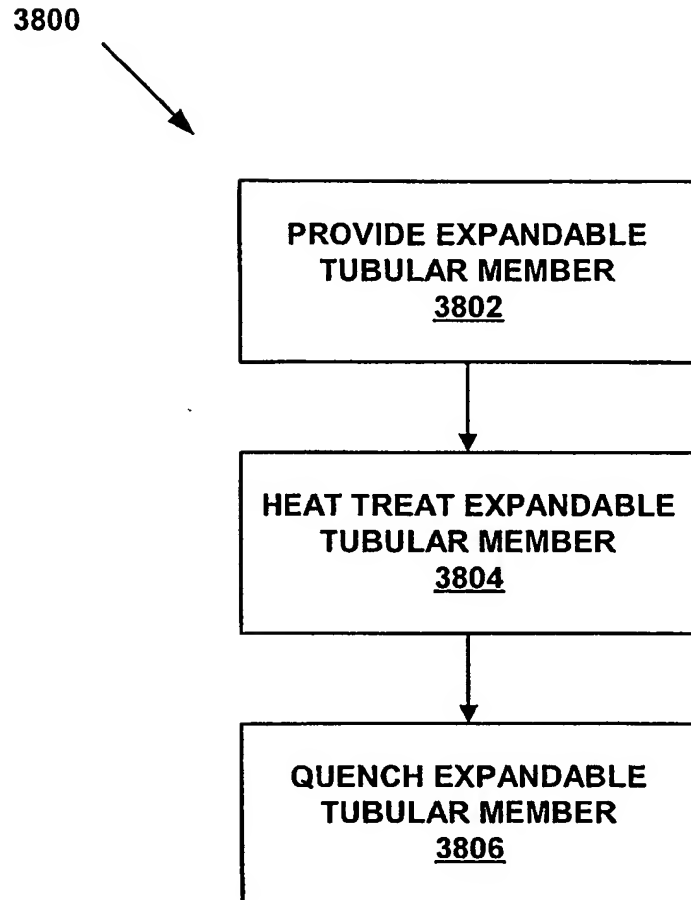 3800
PROVIDE EXPANDABLE
TUBULAR MEMBER
3802
HEAT TREAT EXPANDABLE
TUBULAR MEMBER
3804
QUENCH EXPANDABLE
TUBULAR MEMBER
3806